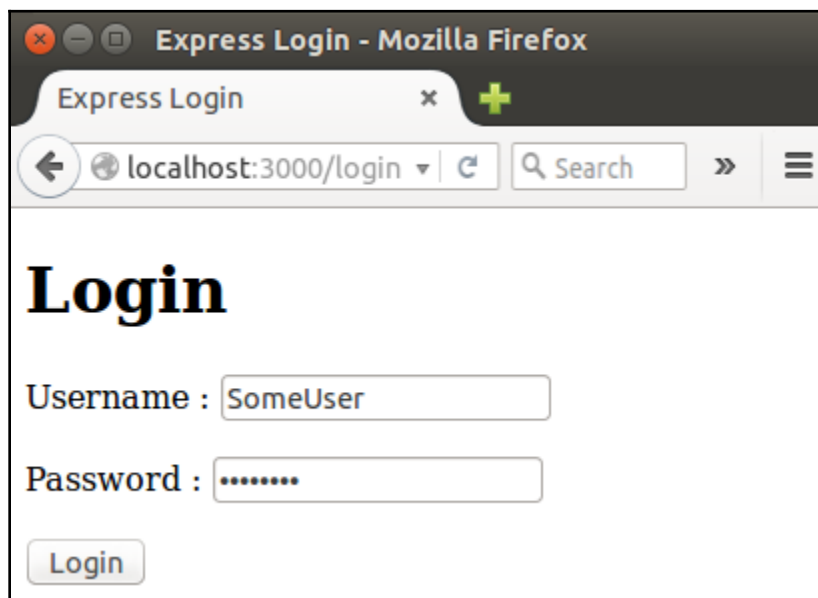 Express Login - Mozilla Firefox
Express Login
localhost:3000/login Search
Login
Username : SomeUser
Password : ••••••••
Login